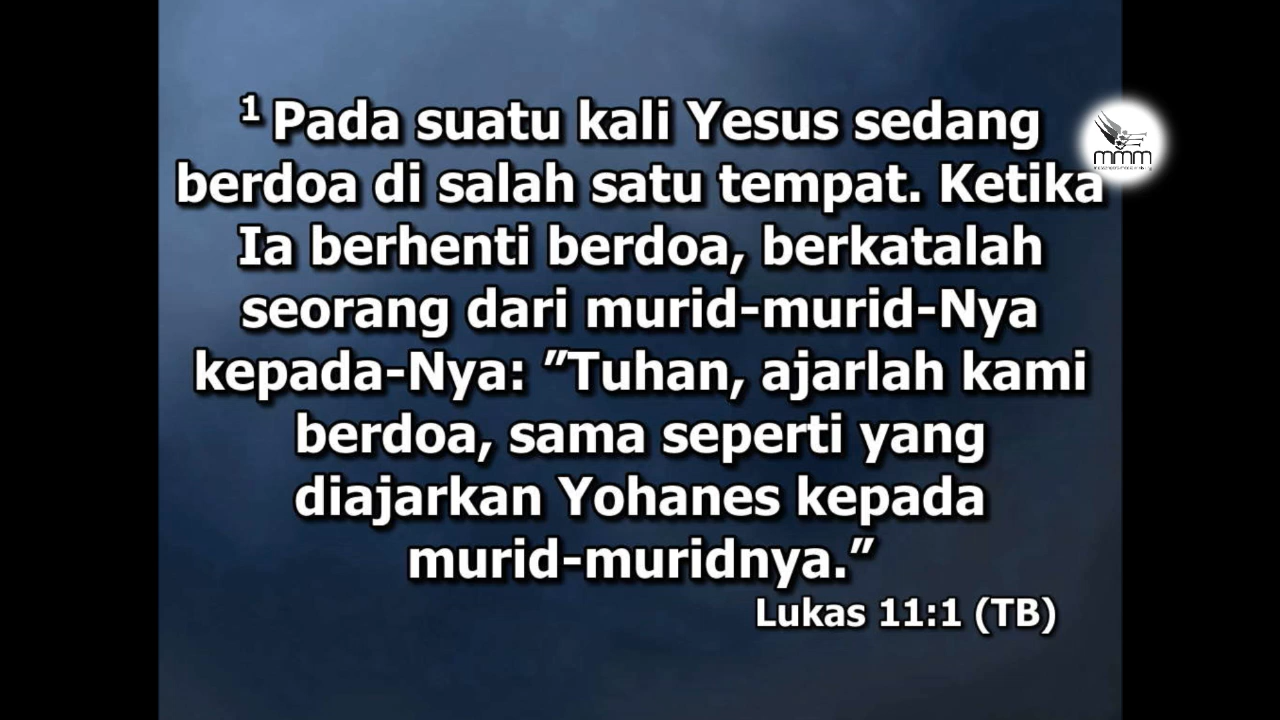 1 Pada suatu kali Yesus sedang
berdoa di salah satu tempat. Ketika
Ia berhenti berdoa, berkatalah
seorang dari murid-murid-Nya
kepada-Nya: ”Tuhan, ajarlah kami
berdoa, sama seperti yang
diajarkan Yohanes kepada
murid-muridnya.”
Lukas 11:1 (TB)
mmm